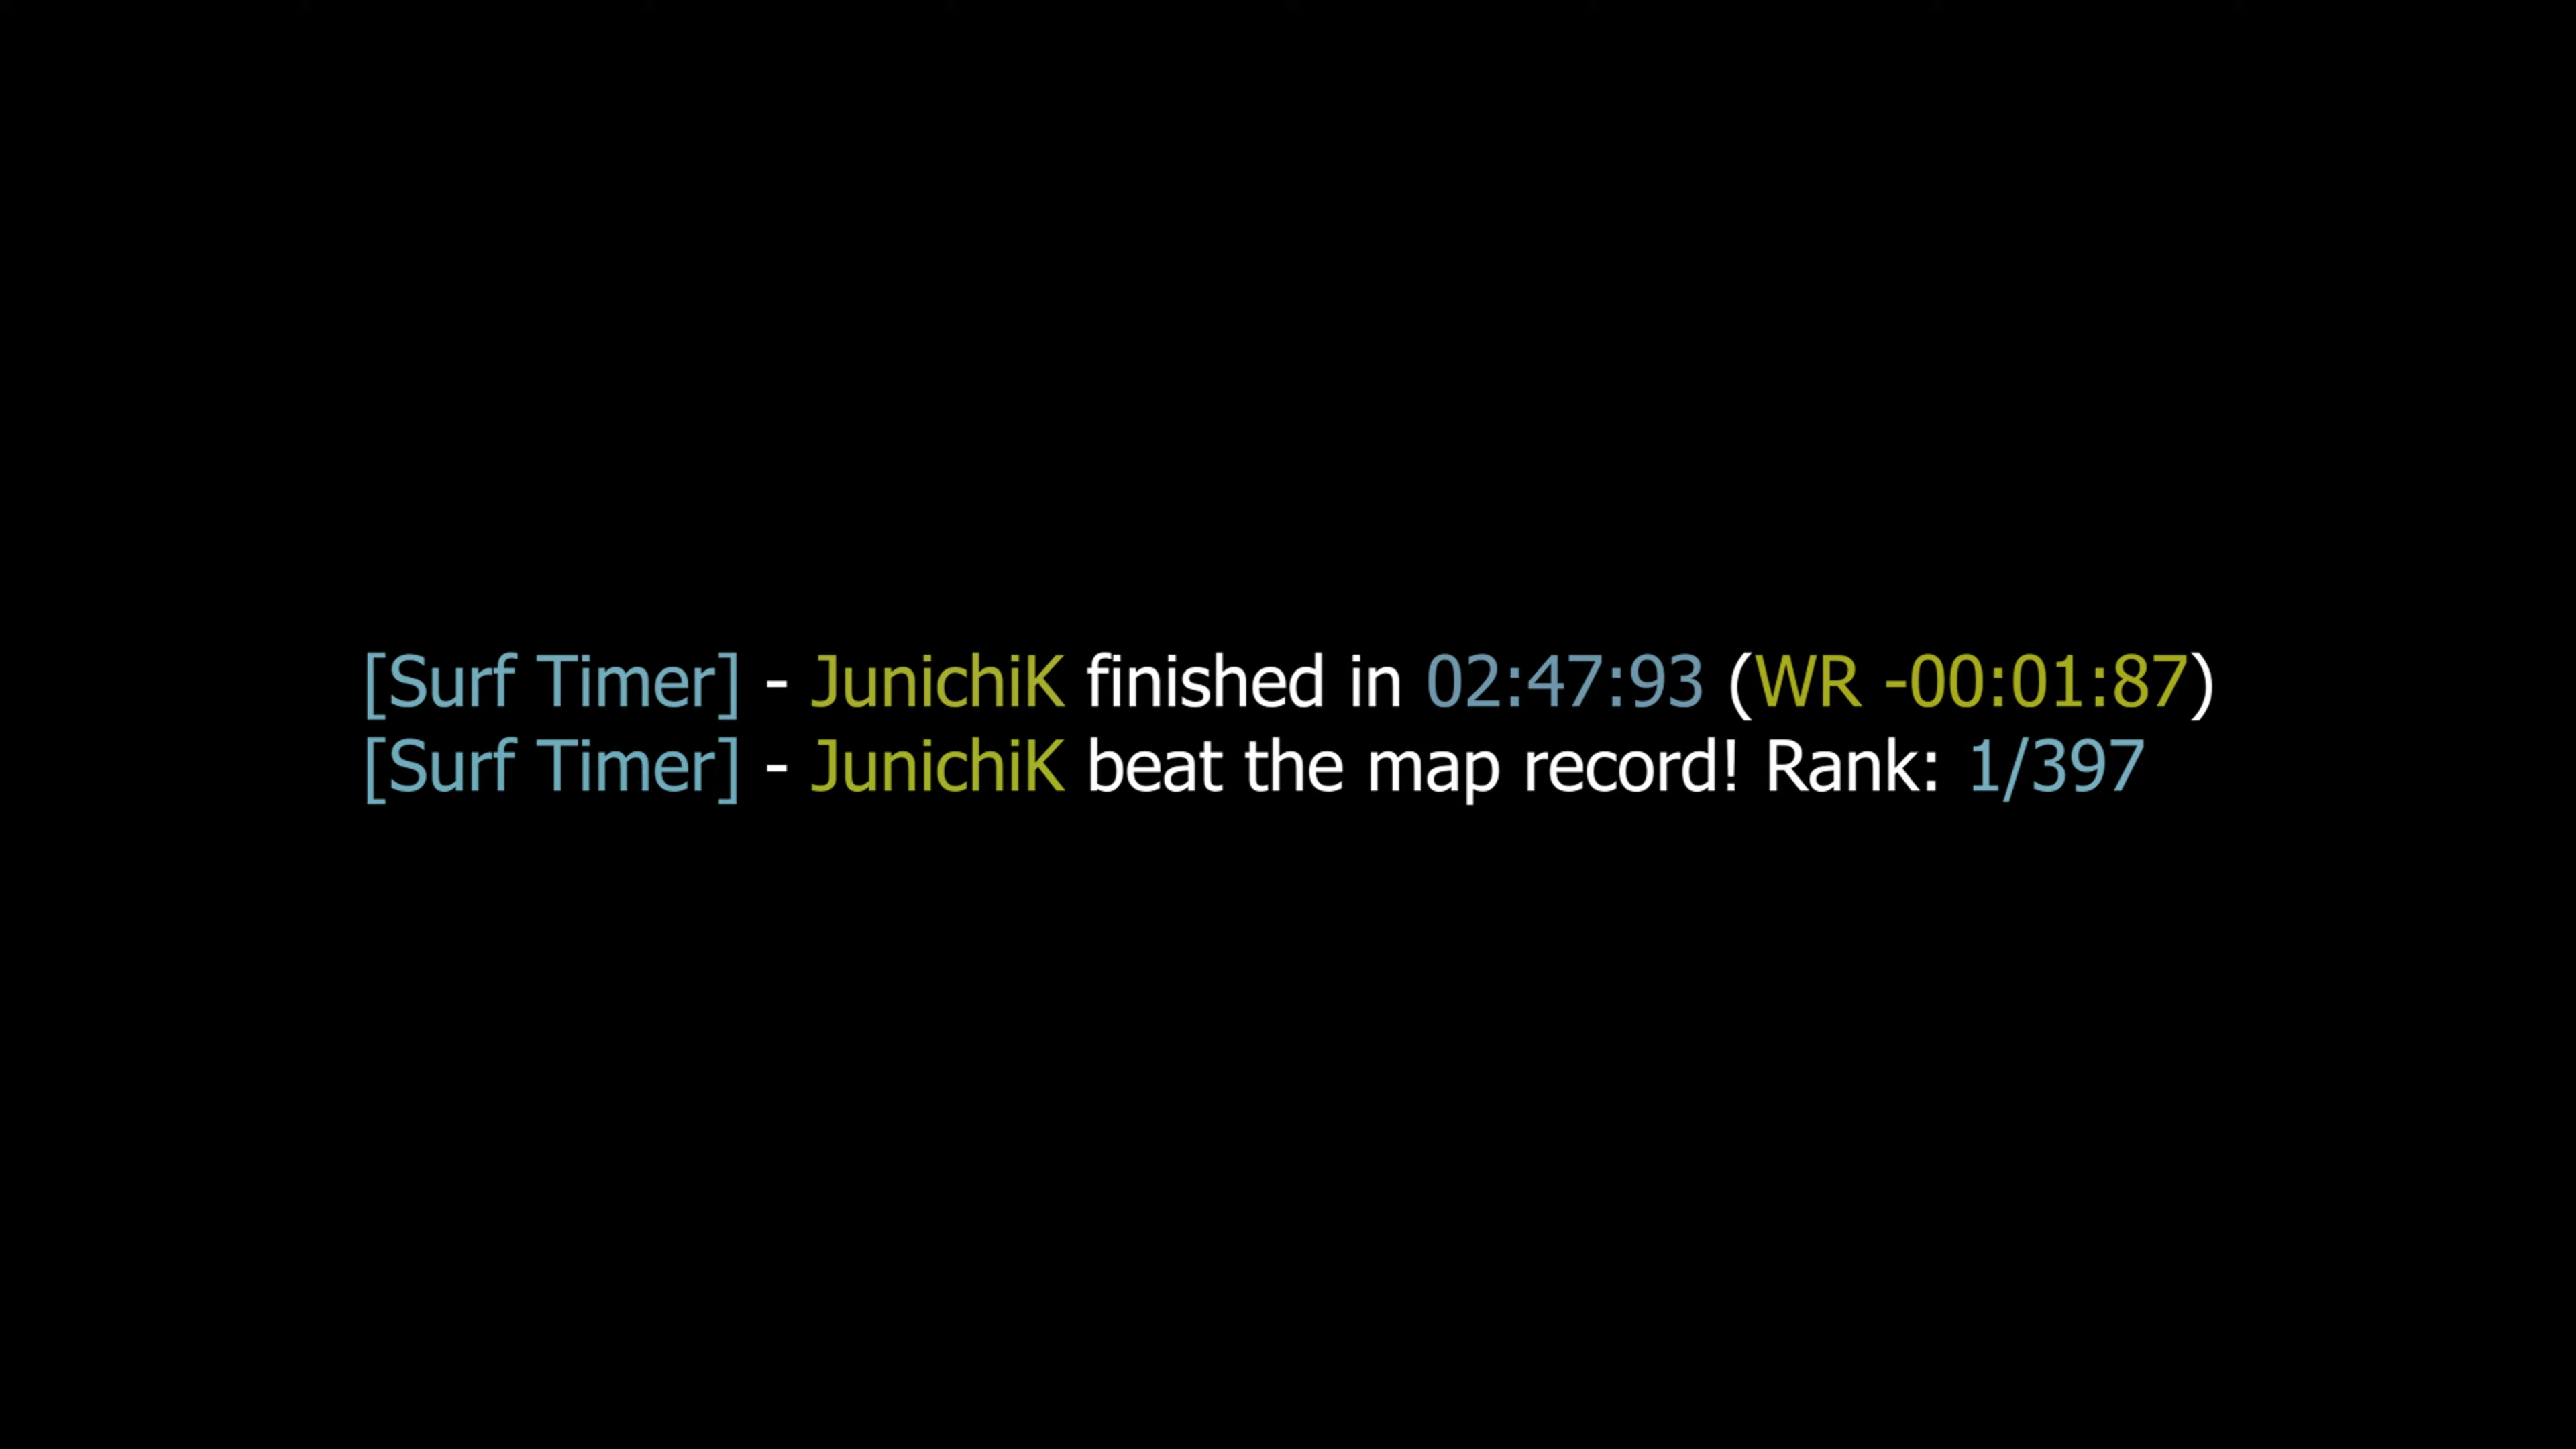 [Surf Timer] - JunichiK finished in 02:47:93 (WR -00:01:87)
[Surf Timer] - JunichiK beat the map record! Rank: 1/397